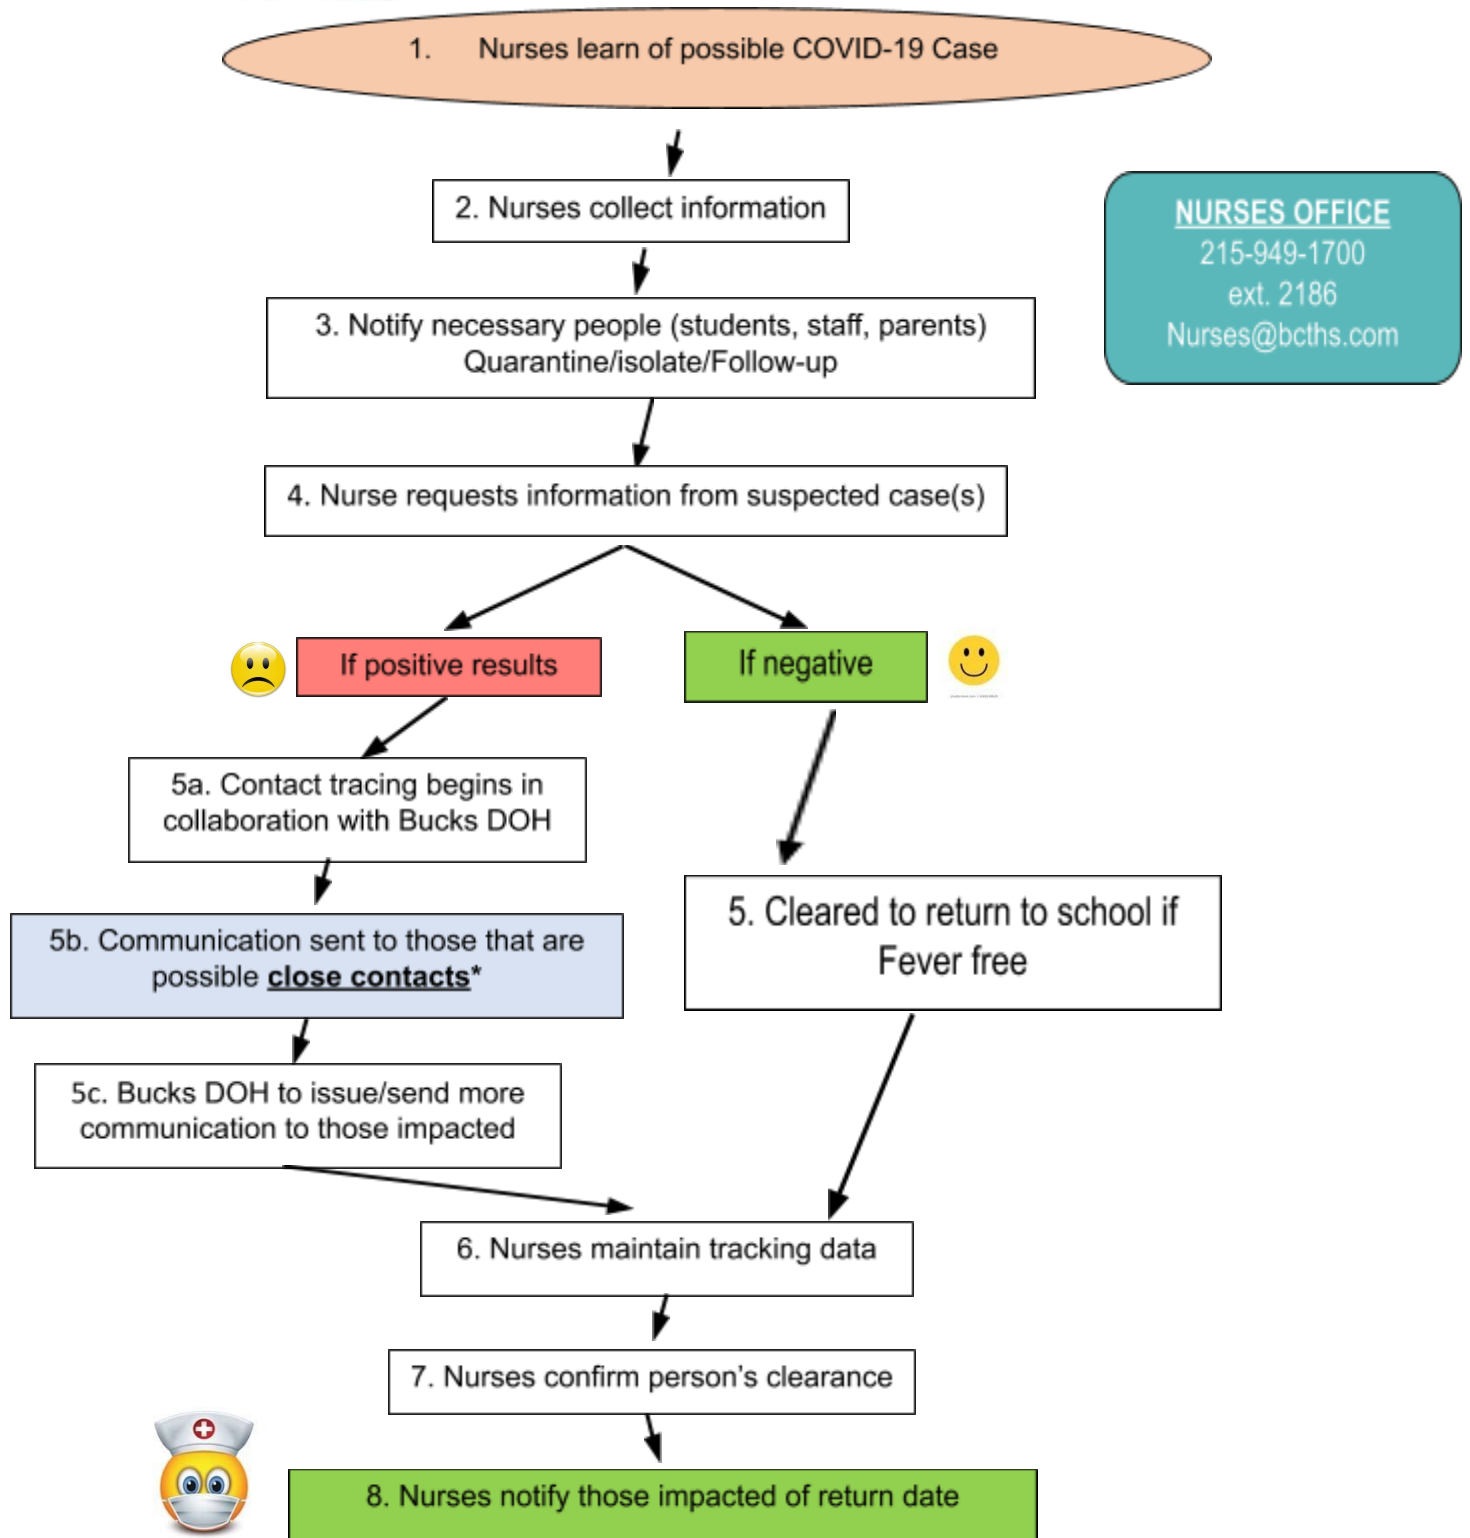 1. Nurses learn of possible COVID-19 Case
2. Nurses collect information
NURSES OFFICE
215-949-1700
ext. 2186
Nurses@bcths.com
3. Notify necessary people (students, staff, parents)
Quarantine/isolate/Follow-up
4. Nurse requests information from suspected case(s)
If positive results
If negative
5a. Contact tracing begins in
collaboration with Bucks DOH
5b. Communication sent to those that are
possible close contacts*
5. Cleared to return to school if
Fever free
5c. Bucks DOH to issue/send more
communication to those impacted
6. Nurses maintain tracking data
7. Nurses confirm person's clearance
8. Nurses notify those impacted of return date